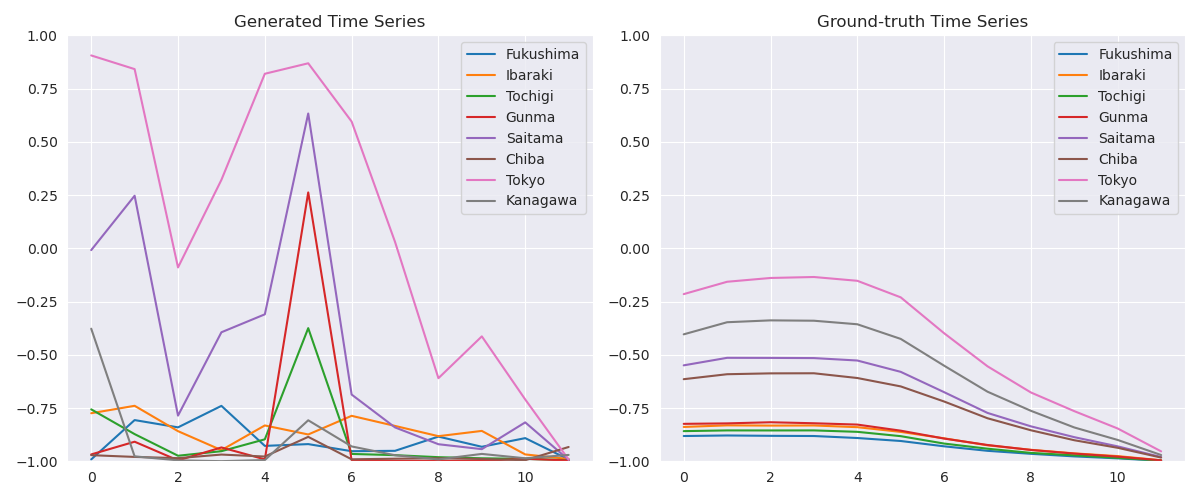 Generated Time Series
1.00
0.75
0.50
0.25
0.00
−0.25
−0.50
−0.75
−1.00
0
2
4
6
8
10
Fukushima
Ibaraki
Tochigi
Gunma
Saitama
Chiba
Tokyo
Kanagawa
Ground-truth Time Series
1.00
0.75
0.50
0.25
0.00
−0.25
−0.50
−0.75
−1.00
0
2
4
6
8
10
Fukushima
Ibaraki
Tochigi
Gunma
Saitama
Chiba
Tokyo
Kanagawa